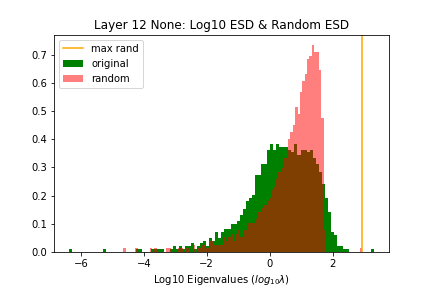 Layer 12 None: Log10 ESD & Random ESD
max rand
original
random
0.7
0.6
0.5
0.4
0.3
0.2
0.1
0.0
−6 −4 −2 0 2
Log10 Eigenvalues (log₁₀λ)